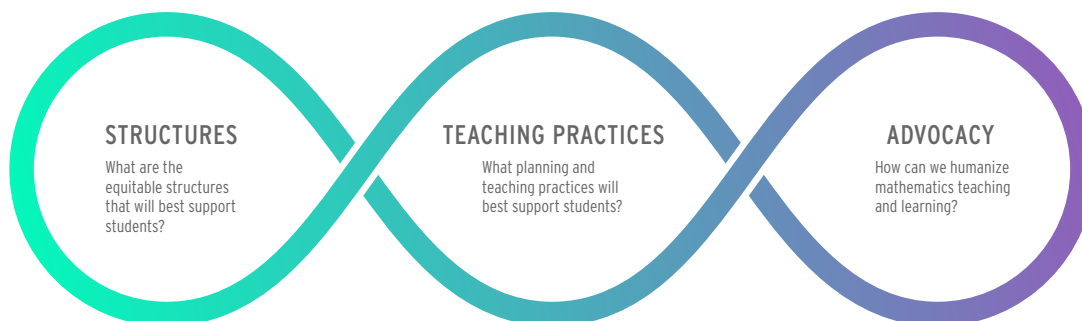 STRUCTURES
What are the
equitable structures
that will best support
students?
TEACHING PRACTICES
What planning and
teaching practices will
best support students?
ADVOCACY
How can we humanize
mathematics teaching
and learning?